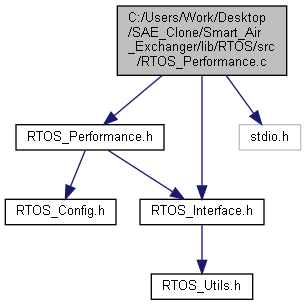 C:/Users/Work/Desktop
/SAE_Clone/Smart_Air
_Exchanger/lib/RTOS/src
/RTOS_Performance.c
RTOS_Performance.h
stdio.h
RTOS_Config.h
RTOS_Interface.h
RTOS_Utils.h